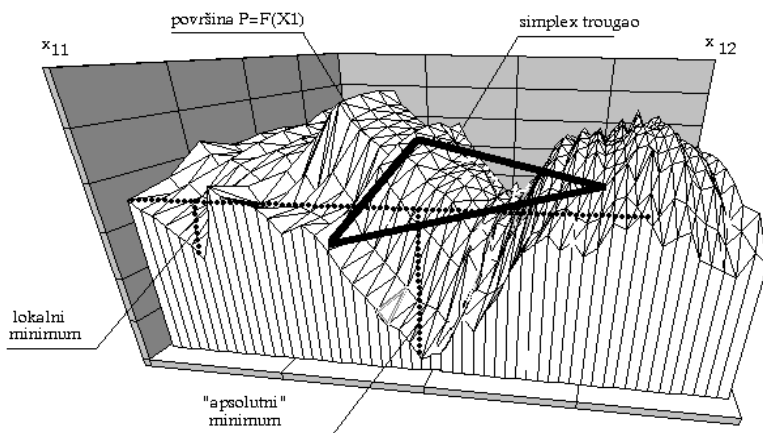 površina P=F(X1)
simplex trougao
x11
x12
lokalni
minimum
"apsolutni"
minimum